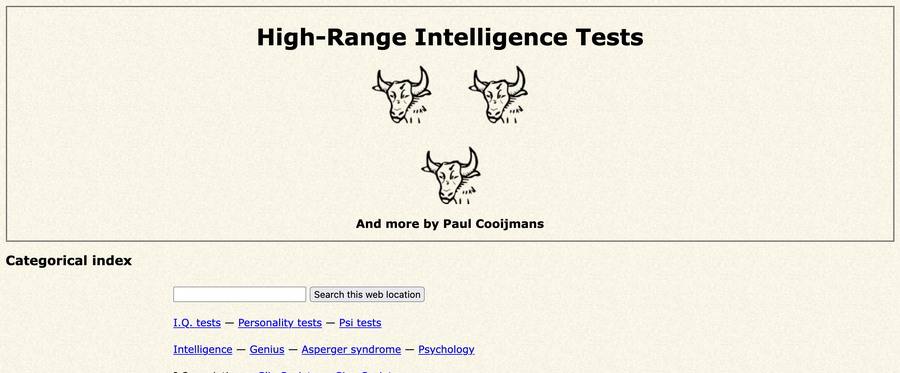 High-Range Intelligence Tests
And more by Paul Cooijmans
Categorical index
Search this web location
I.Q. tests — Personality tests — Psi tests
Intelligence — Genius — Asperger syndrome — Psychology